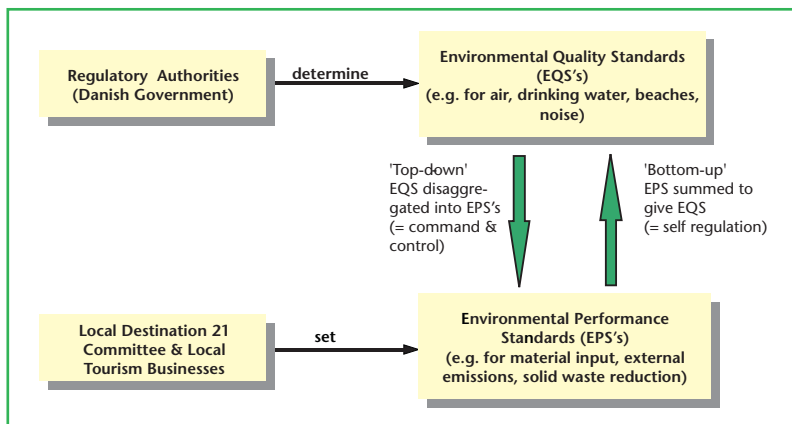 Regulatory Authorities
(Danish Government)
determine
Environmental Quality Standards
(EQS's)
(e.g. for air, drinking water, beaches,
noise)
'Top-down'
EQS disaggre-
gated into EPS's
(= command &
control)
'Bottom-up'
EPS summed to
give EQS
(= self regulation)
Local Destination 21
Committee & Local
Tourism Businesses
set
Environmental Performance
Standards (EPS's)
(e.g. for material input, external
emissions, solid waste reduction)